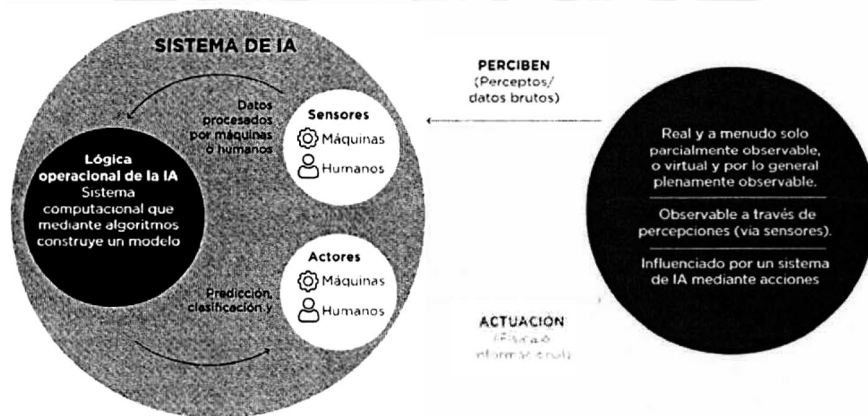 SISTEMA DE IA
Datos
procesados
por máquinas
o humanos
Sensores
Máquinas
Humanos
Lógica
operacional de la IA
Sistema
computacional que
mediante algoritmos
construye un modelo
Actores
Máquinas
Humanos
Predicción,
clasificación y
PERCIBEN
(Perceptos/
datos brutos)
ACTUACIÓN
(Física o
informacional)
Real y a menudo solo
parcialmente observable,
o virtual y por lo general
plenamente observable.
Observable a través de
percepciones (vía sensores).
Influenciado por un sistema
de IA mediante acciones